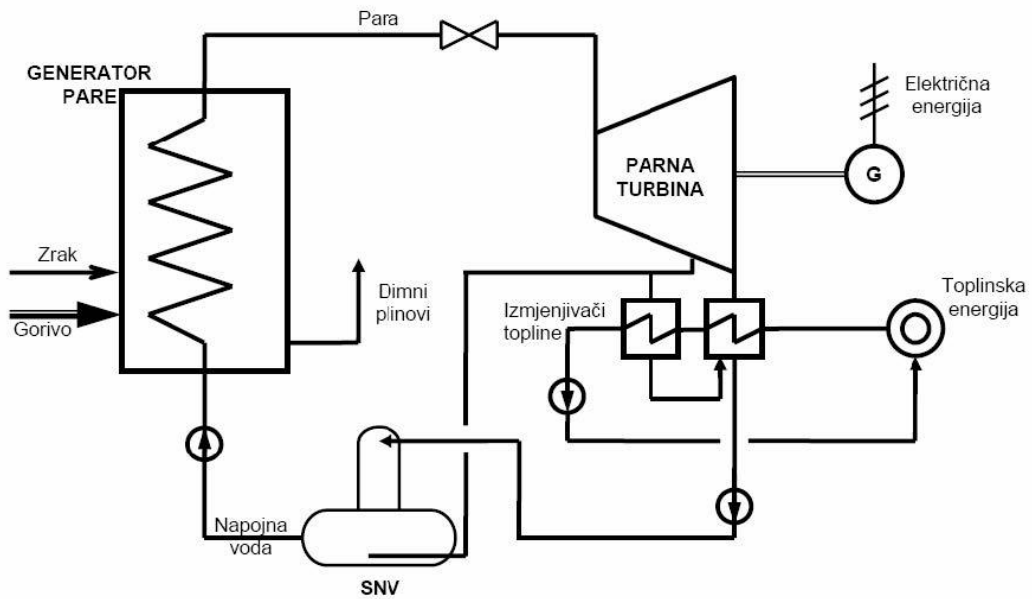 Para
GENERATOR
PARE
Električna
energija
PARNA
TURBINA
G
Zrak
Gorivo
Dimni
plinovi
Izmjenjivači
topline
Toplinska
energija
Napojna
voda
SNV